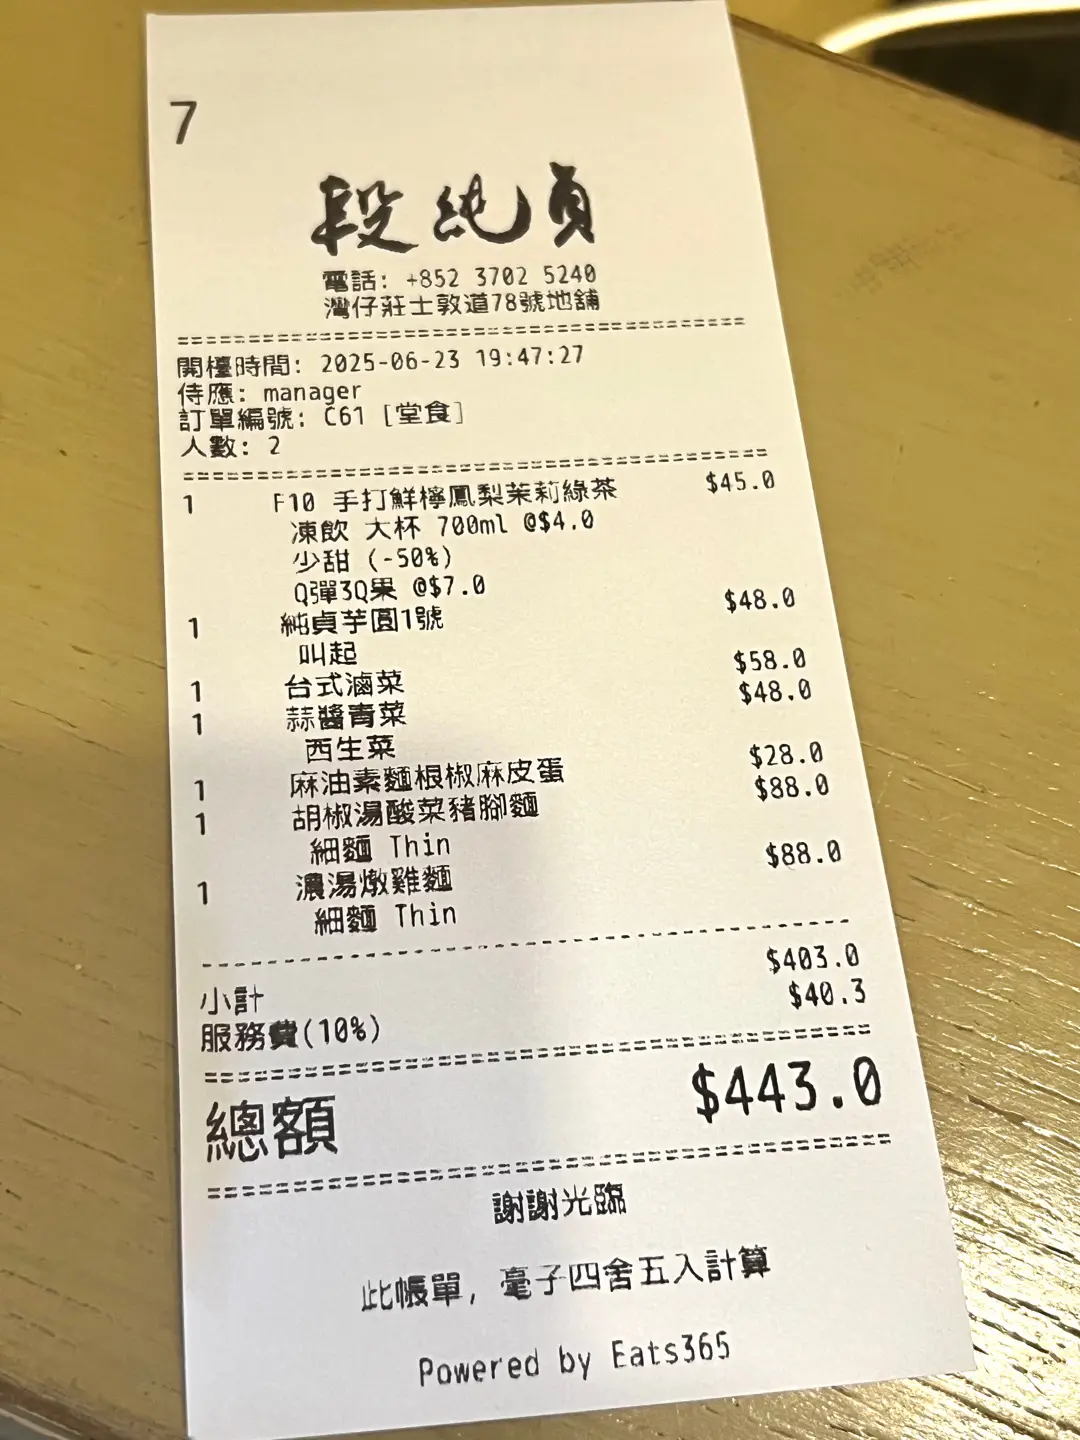 7
段純貞
電話: +852 3702 5240
灣仔莊士敦道78號地舖
開檯時間: 2025-06-23 19:47:27
侍應: manager
訂單編號: C61 [堂食]
人數: 2
1 F10 手打鮮檸鳳梨茉莉綠茶 $45.0
凍飲 大杯 700ml @$4.0
少甜 (-50%)
Q彈3Q果 @$7.0
1 純貞芋圓1號 $48.0
叫起
1 台式滷菜 $58.0
1 蒜醬青菜 $48.0
西生菜
1 麻油素麵根椒麻皮蛋 $28.0
1 胡椒湯酸菜豬腳麵 $88.0
細麵 Thin
1 濃湯燉雞麵 $88.0
細麵 Thin
小計 $403.0
服務費(10%) $40.3
總額 $443.0
謝謝光臨
此帳單, 毫子四舍五入計算
Powered by Eats365